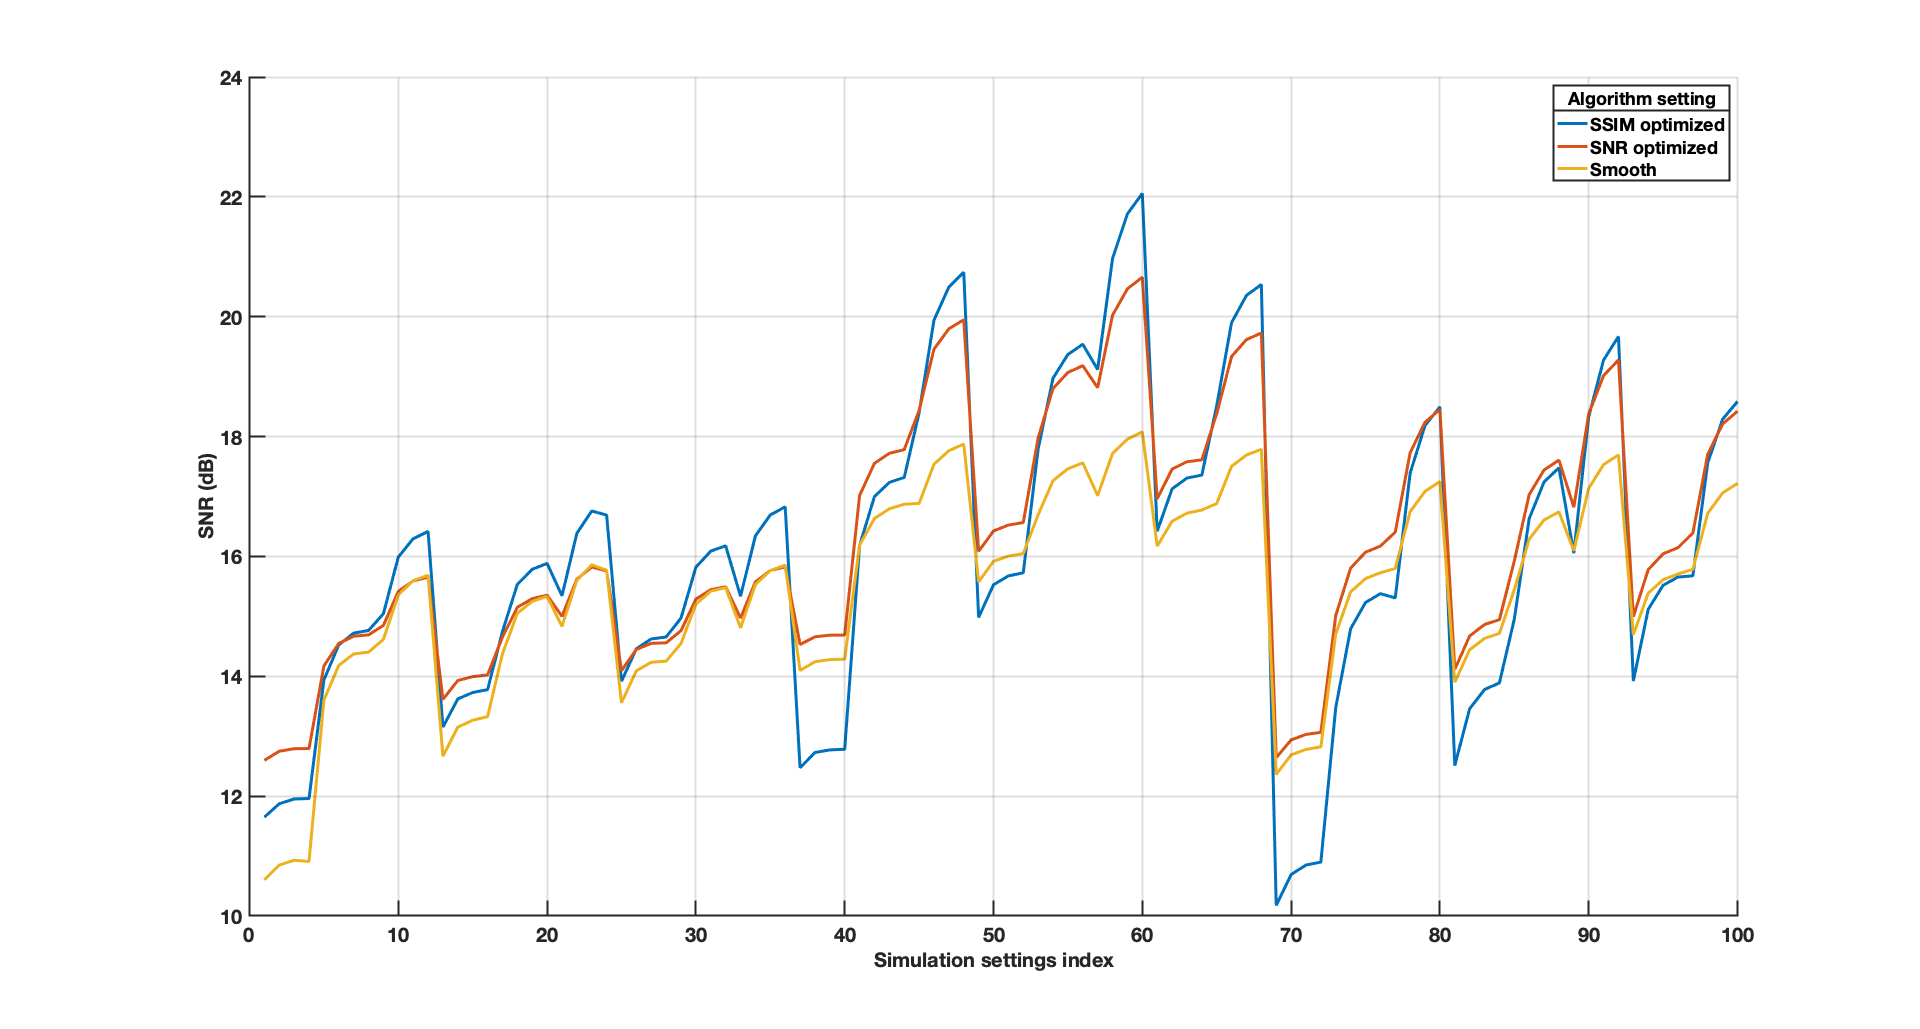 24
22
20
18
16
14
12
10
SNR (dB)
Algorithm setting
SSIM optimized
SNR optimized
Smooth
0 10 20 30 40 50 60 70 80 90 100
Simulation settings index